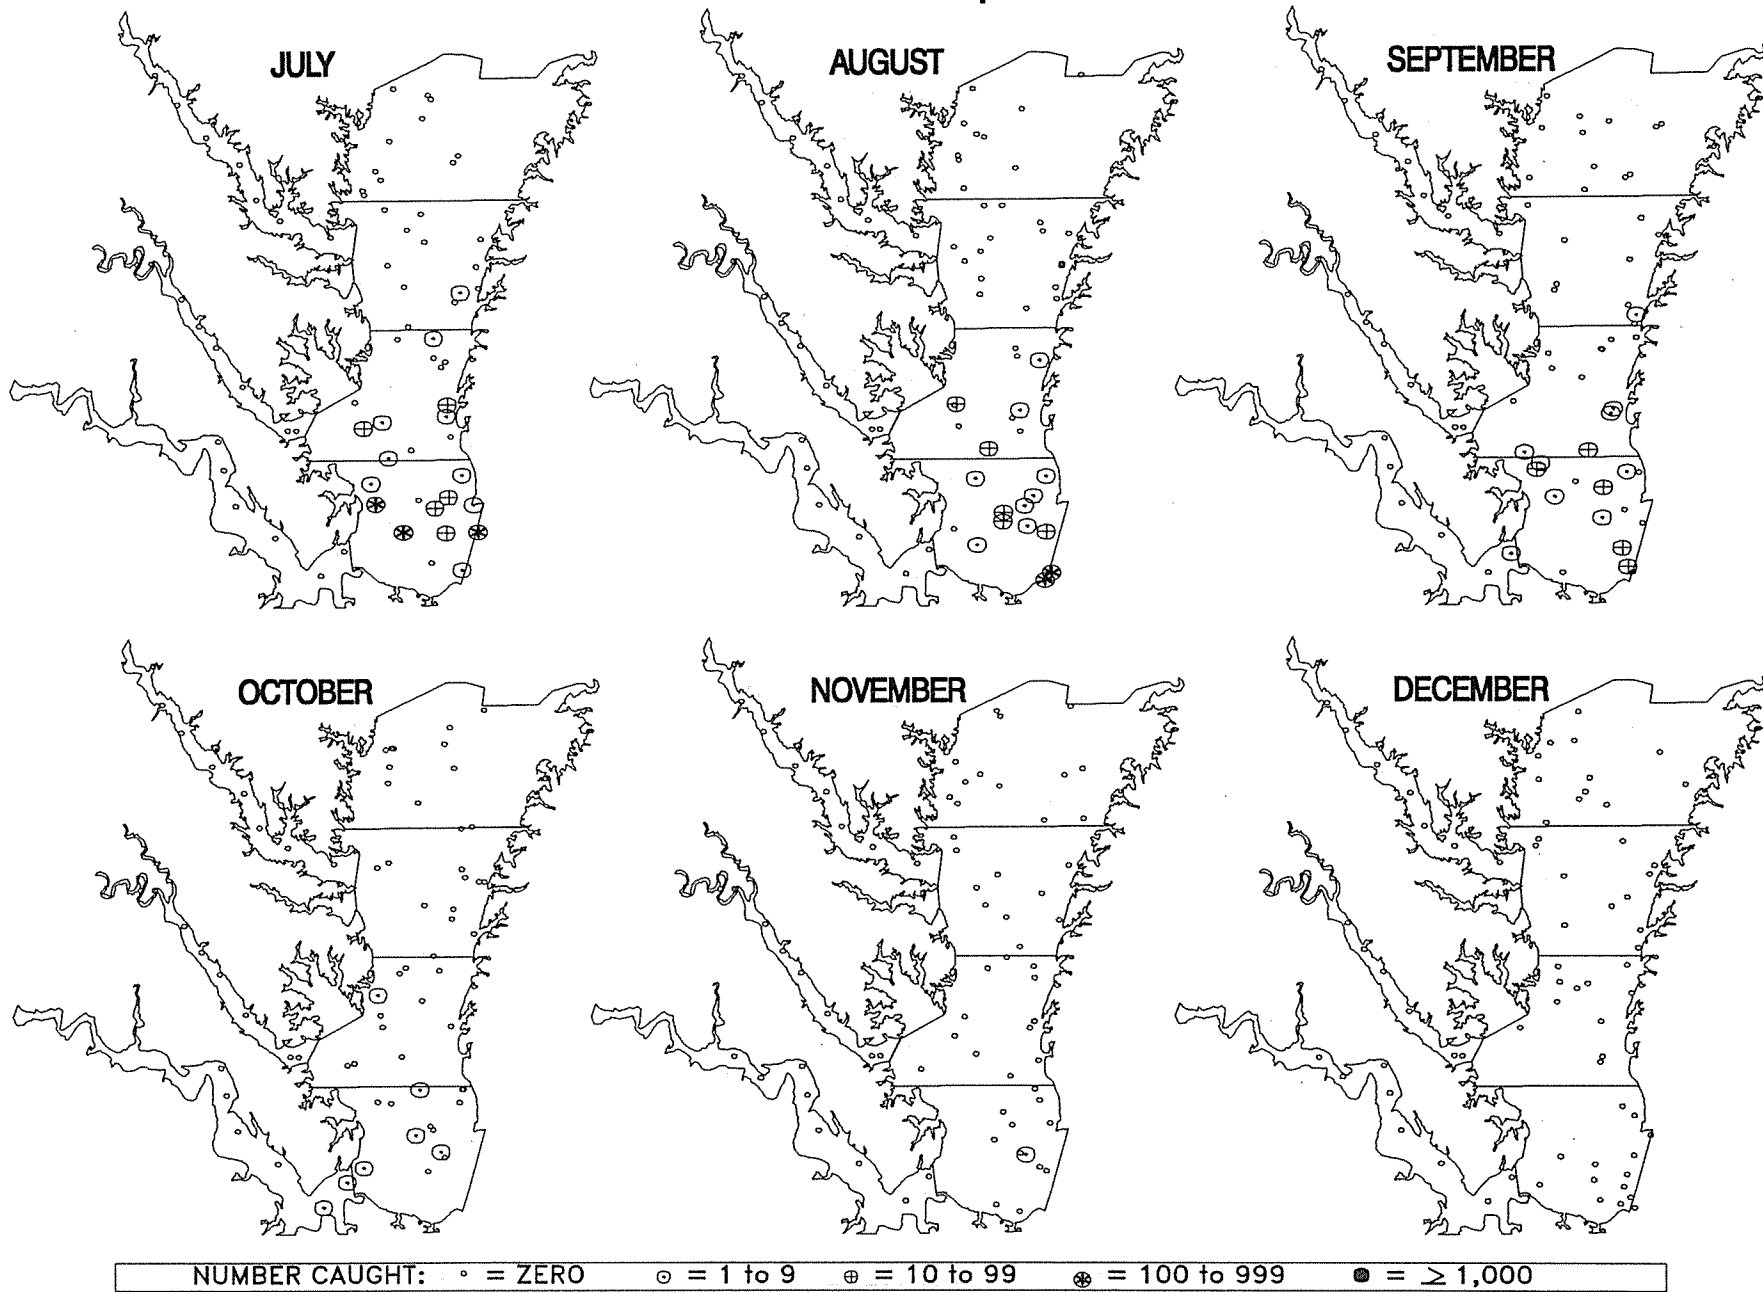 JULY
AUGUST
SEPTEMBER
OCTOBER
NOVEMBER
DECEMBER
NUMBER CAUGHT: = ZERO = 1 to 9 = 10 to 99 = 100 to 999 = ≥ 1,000